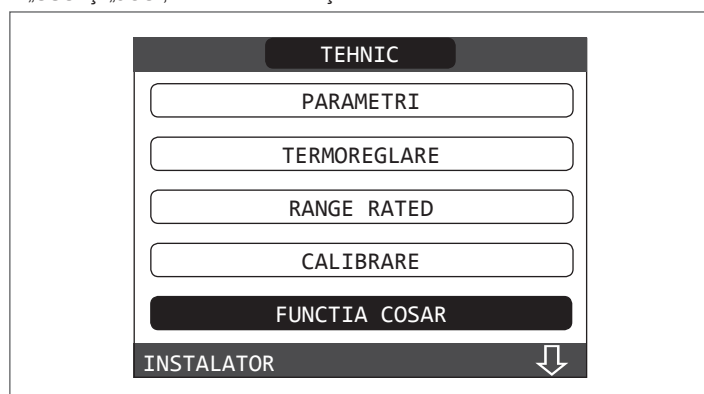 TEHNIC
PARAMETRI
TERMOREGLARE
RANGE RATED
CALIBRARE
FUNCTIA COSAR
INSTALATOR